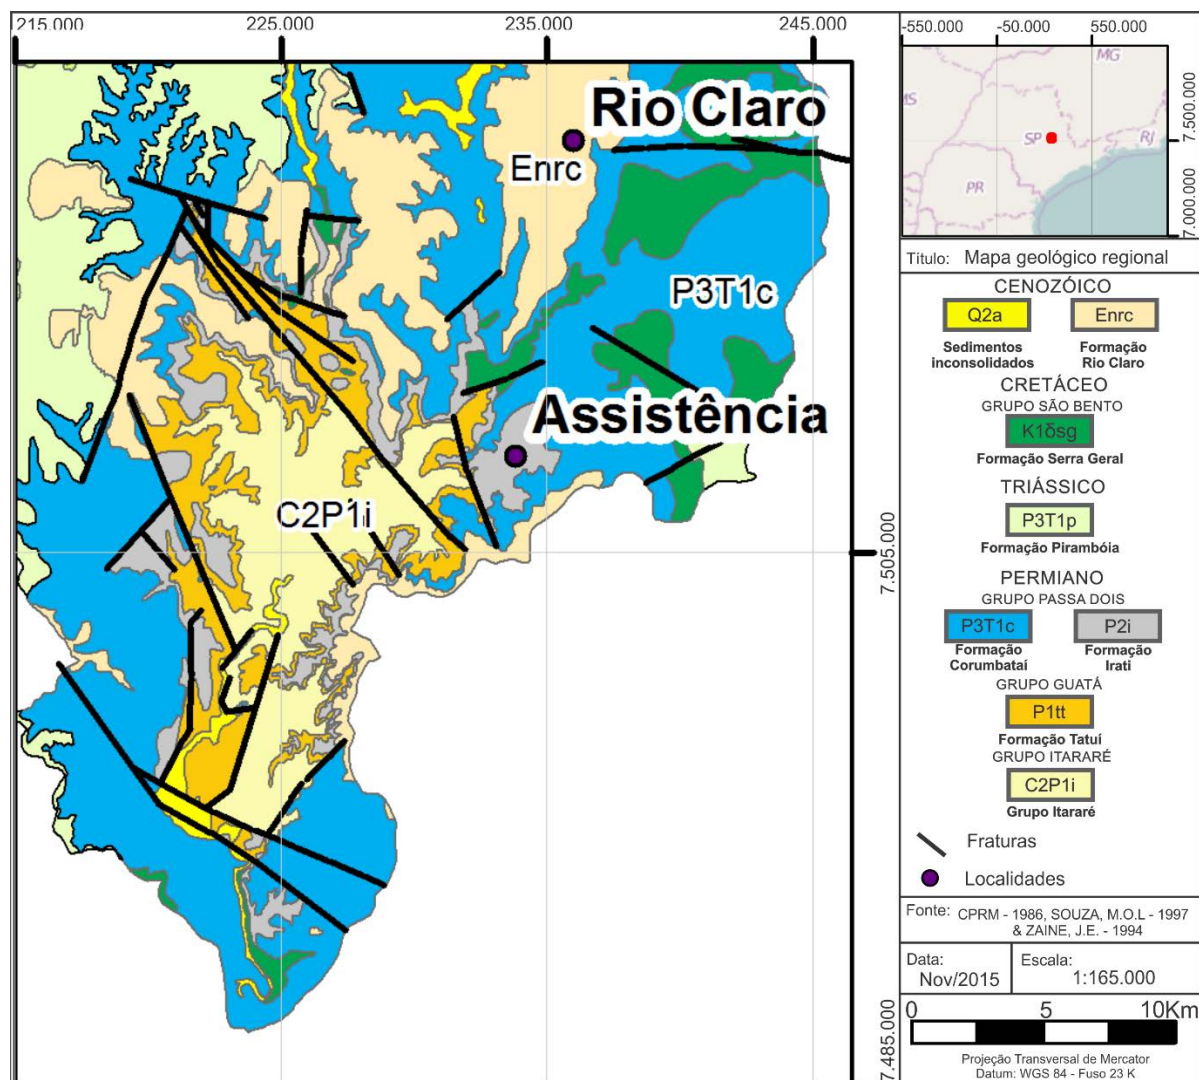 215.000 225.000 235.000 245.000
Rio Claro
Enrc
P3T1c
Assistência
C2P1i
7.505.000
7.485.000
-550.000 -50.000 550.000
MG
MS
SP
RJ
PR
7.500.000
7.000.000
Título: Mapa geológico regional
CENOZÓICO
Q2a Enrc
Sedimentos inconsolidados
Formação Rio Claro
CRETÁCEO
GRUPO SÃO BENTO
K1δsg
Formação Serra Geral
TRIÁSSICO
P3T1p
Formação Pirambóia
PERMIANO
GRUPO PASSA DOIS
P3T1c P2i
Formação Corumbataí
Formação Irati
GRUPO GUATÁ
P1tt
Formação Tatuí
GRUPO ITARARÉ
C2P1i
Grupo Itararé
Fraturas
Localidades
Fonte: CPRM - 1986, SOUZA, M.O.L - 1997
& ZAINE, J.E. - 1994
Data: Nov/2015
Escala: 1:165.000
0 5 10Km
Projeção Transversal de Mercator
Datum: WGS 84 - Fuso 23 K